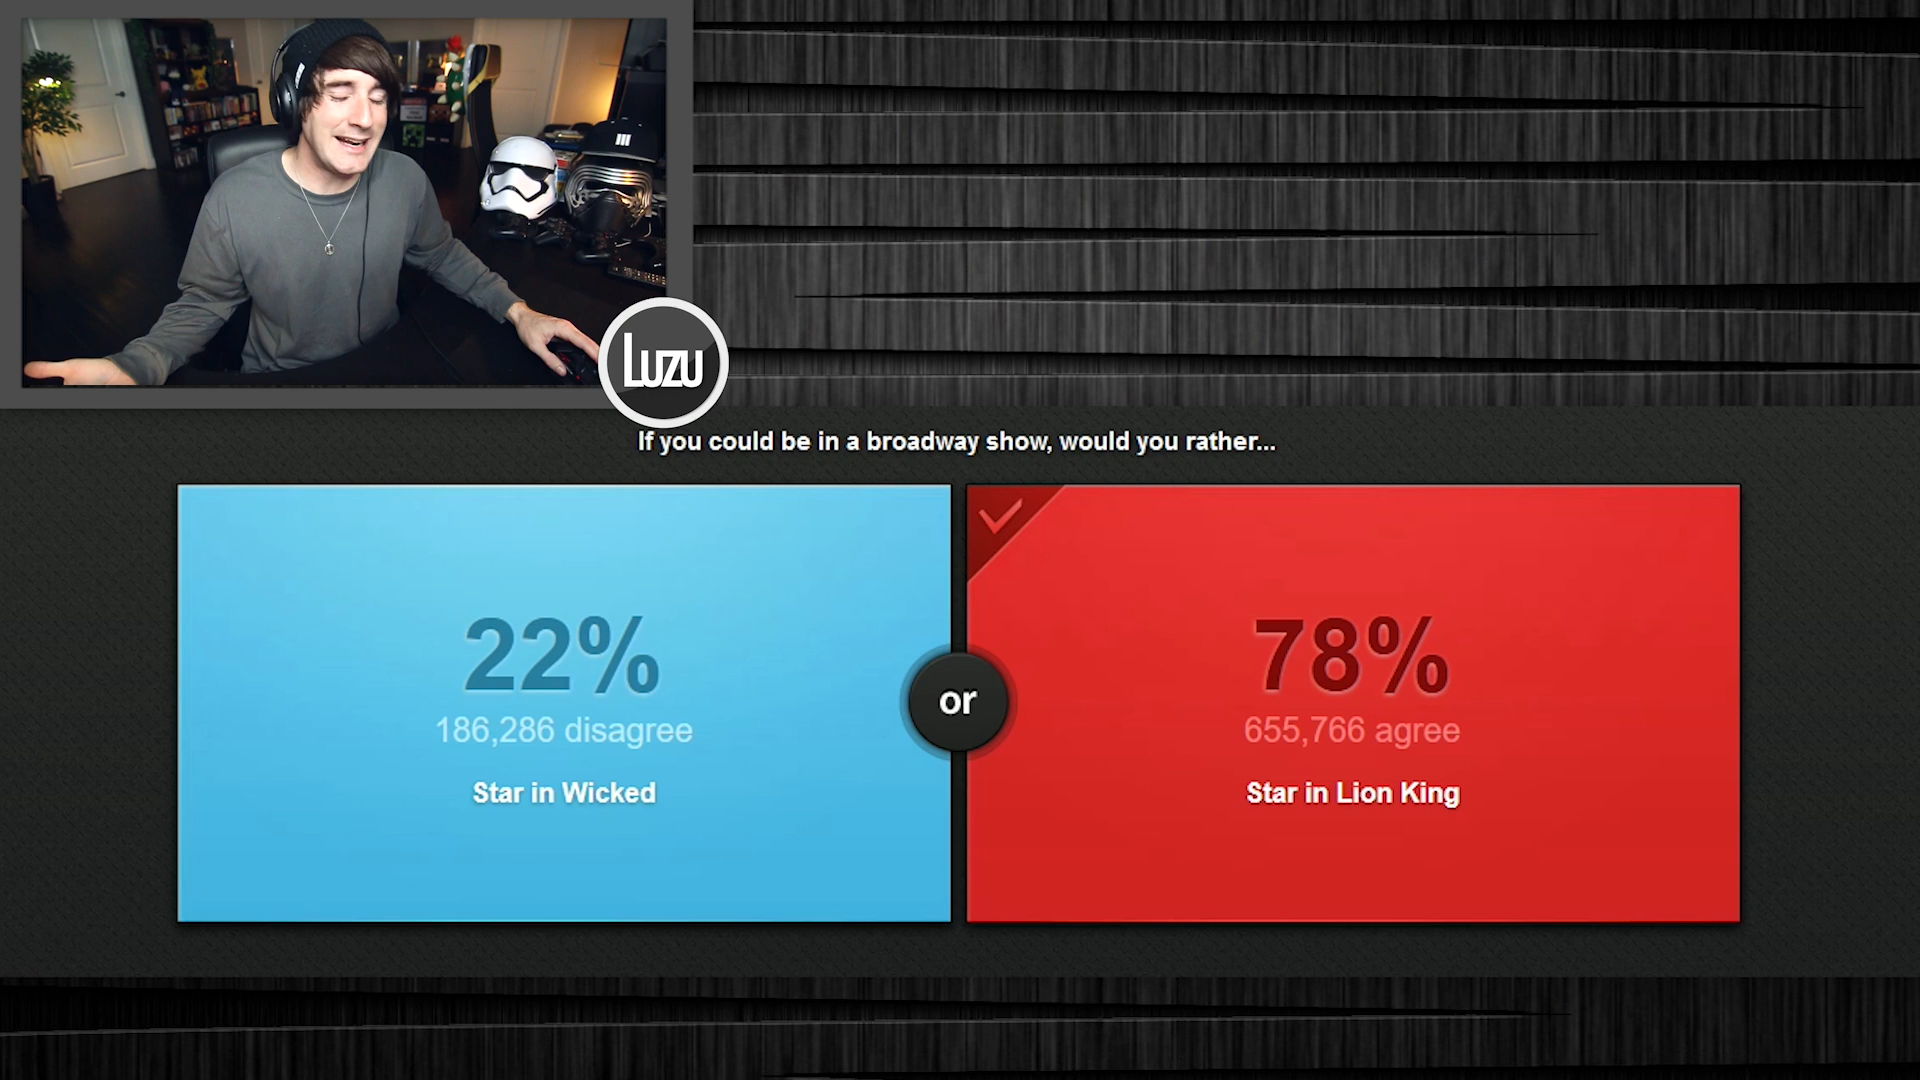 LUZU
If you could be in a broadway show, would you rather...
22%
186,286 disagree
Star in Wicked
or
78%
655,766 agree
Star in Lion King